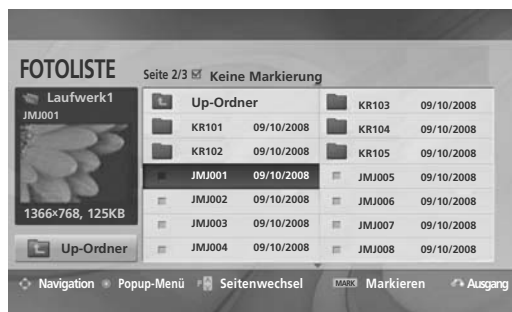 FOTOLISTE
Seite 2/3 Keine Markierung
Laufwerk1
JMJ001
1366×768, 125KB
Up-Ordner
Up-Ordner
KR101 09/10/2008
KR102 09/10/2008
JMJ001 09/10/2008
JMJ002 09/10/2008
JMJ003 09/10/2008
JMJ004 09/10/2008
KR103 09/10/2008
KR104 09/10/2008
KR105 09/10/2008
JMJ005 09/10/2008
JMJ006 09/10/2008
JMJ007 09/10/2008
JMJ008 09/10/2008
Navigation Popup-Menü P Seitenwechsel MARK Markieren Ausgang